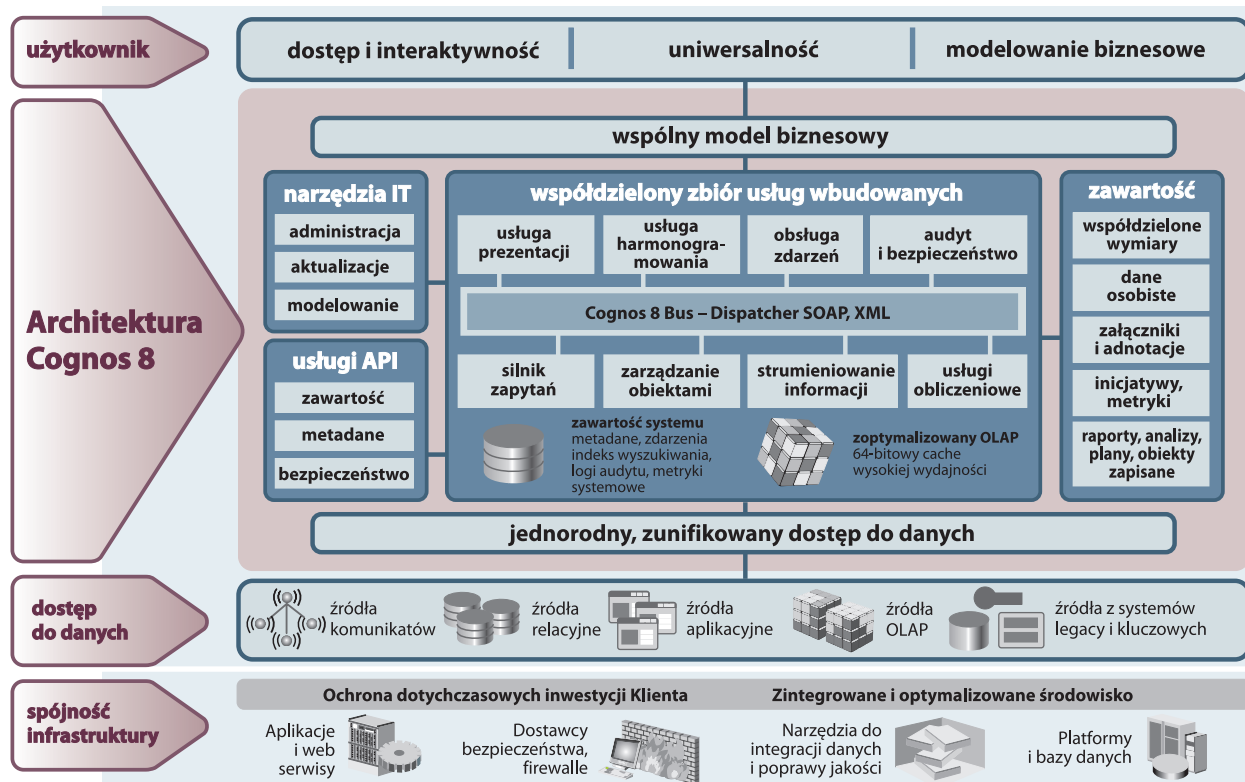 użytkownik
dostęp i interaktywność
uniwersalność
modelowanie biznesowe
Architektura
Cognos 8
wspólny model biznesowy
narzędzia IT
administracja
aktualizacje
modelowanie
usługi API
zawartość
metadane
bezpieczeństwo
współdzielony zbiór usług wbudowanych
usługa
prezentacji
usługa
harmonogra-
mowania
obsługa
zdarzeń
audyt
i bezpieczeństwo
Cognos 8 Bus – Dispatcher SOAP, XML
silnik
zapytań
zarządzanie
obiektami
strumieniowanie
informacji
usługi
obliczeniowe
zawartość systemu
metadane, zdarzenia
indeks wyszukiwania,
logi audytu, metryki
systemowe
zoptymalizowany OLAP
64-bitowy cache
wysokiej wydajności
zawartość
współdzielone
wymiary
dane
osobiste
załączniki
i adnotacje
inicjatywy,
metryki
raporty, analizy,
plany, obiekty
zapisane
jednorodny, zunifikowany dostęp do danych
dostęp
do danych
źródła
komunikatów
źródła
relacyjne
źródła
aplikacyjne
źródła
OLAP
źródła z systemów
legacy i kluczowych
spójność
infrastruktury
Ochrona dotychczasowych inwestycji Klienta
Zintegrowane i optymalizowane środowisko
Aplikacje
i web
serwisy
Dostawcy
bezpieczeństwa,
firewalle
Narzędzia do
integracji danych
i poprawy jakości
Platformy
i bazy danych